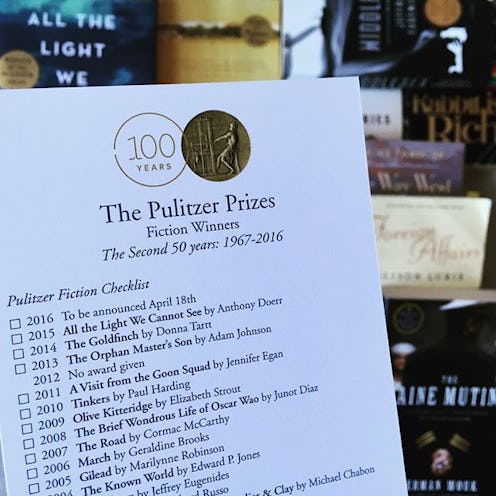 ALL THE
LIGHT
WE
MIDDLE
100
YEARS
Rabbit
Rich
Way West
Foreign
Affairs
ALISON LURIE
THE
CAINE MUTIN
HERMAN WOUK
The Pulitzer Prizes
Fiction Winners
The Second 50 years: 1967-2016
Pulitzer Fiction Checklist
2016 To be announced April 18th
2015 All the Light We Cannot See by Anthony Doerr
2014 The Goldfinch by Donna Tartt
2013 The Orphan Master's Son by Adam Johnson
2012 No award given
2011 A Visit from the Goon Squad by Jennifer Egan
2010 Tinkers by Paul Harding
2009 Olive Kitteridge by Elizabeth Strout
2008 The Brief Wondrous Life of Oscar Wao by Junot Diaz
2007 The Road by Cormac McCarthy
2006 March by Geraldine Brooks
2005 Gilead by Marilynne Robinson
2004 The Known World by Edward P. Jones
by Jeffrey Eugenides
Russo
& Clay by Michael Chabon